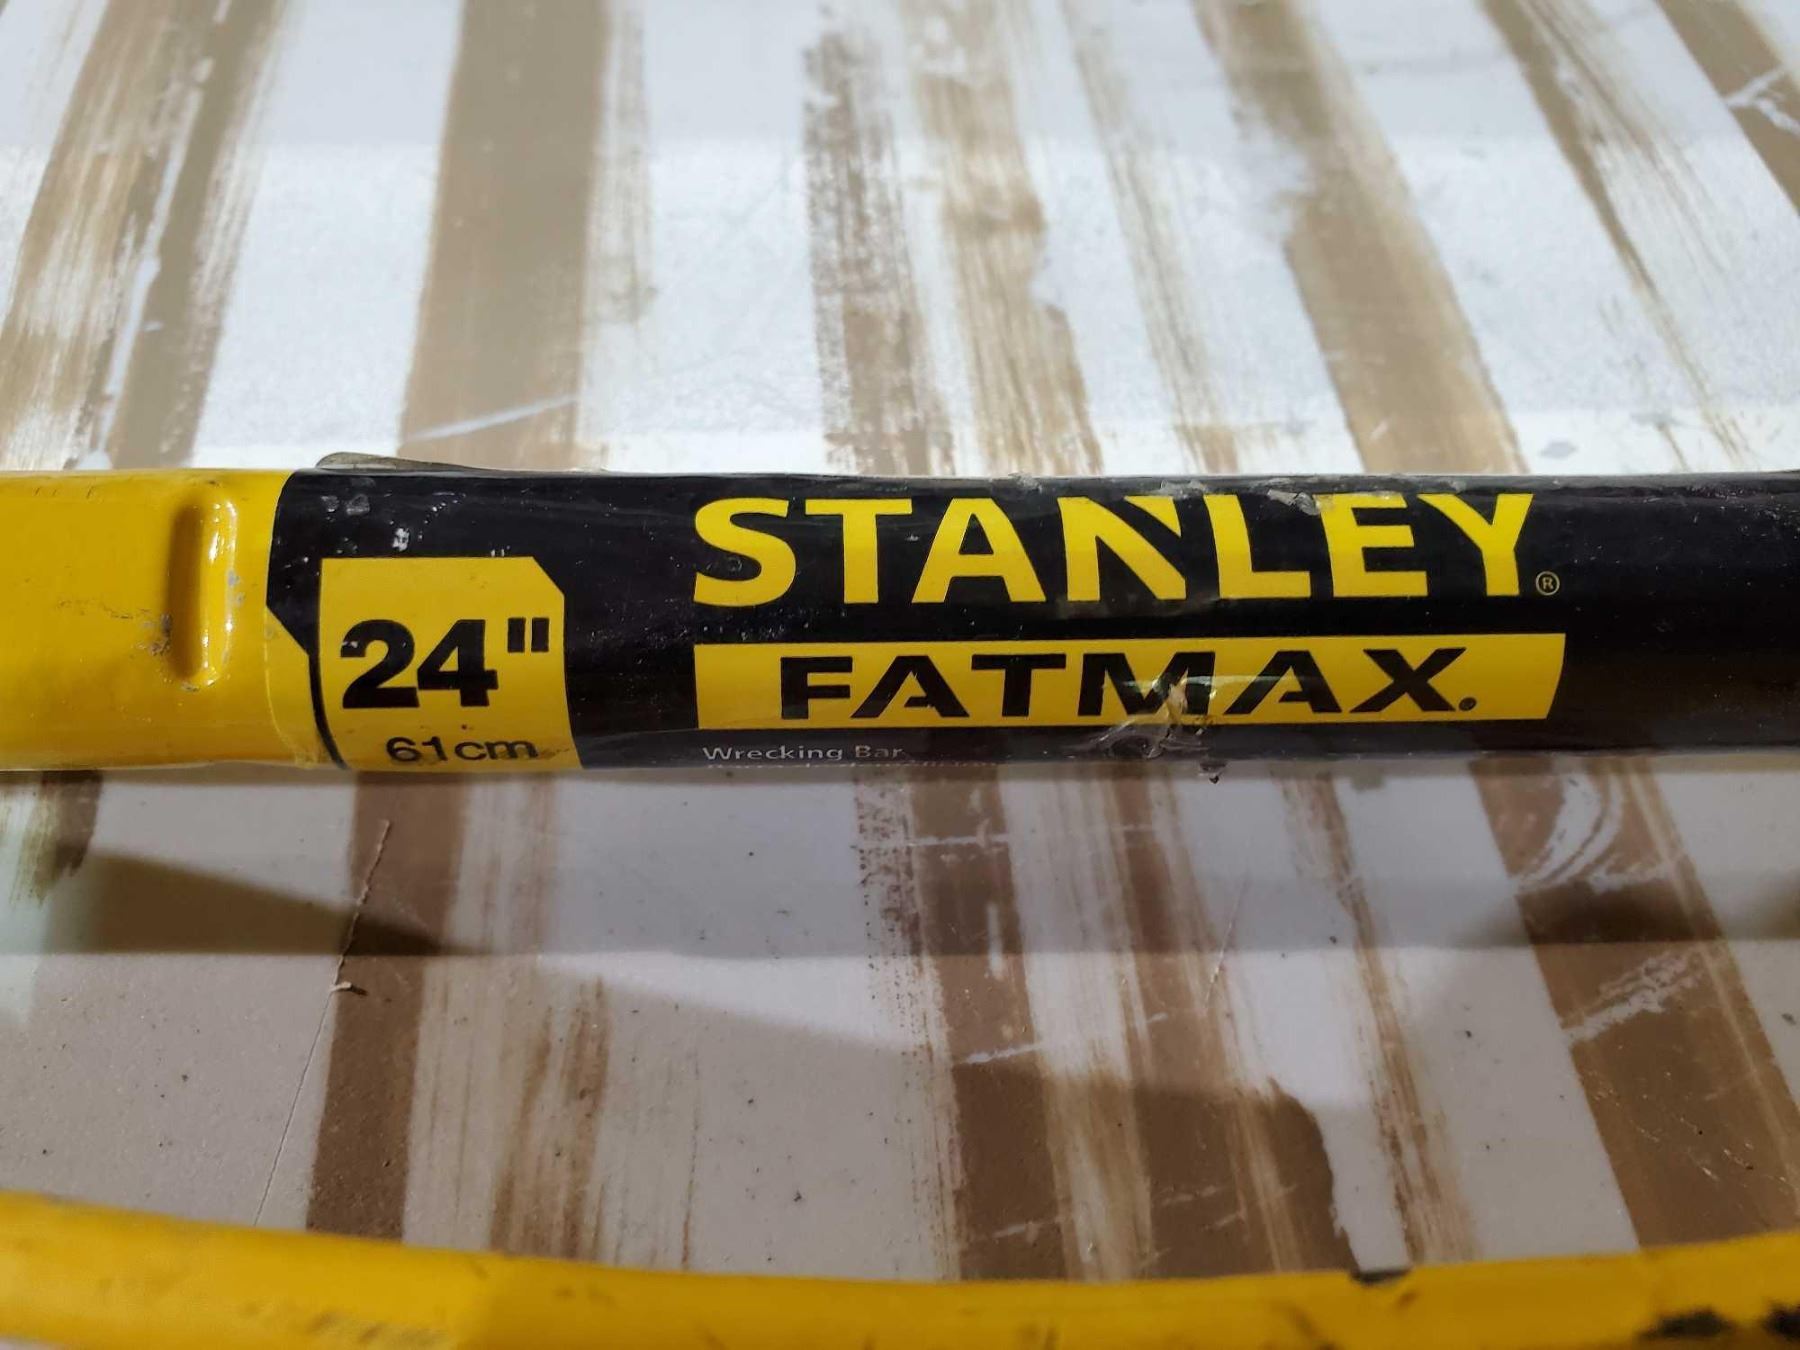 24"
61cm
STANLEY®
FATMAX.
Wrecking Bar